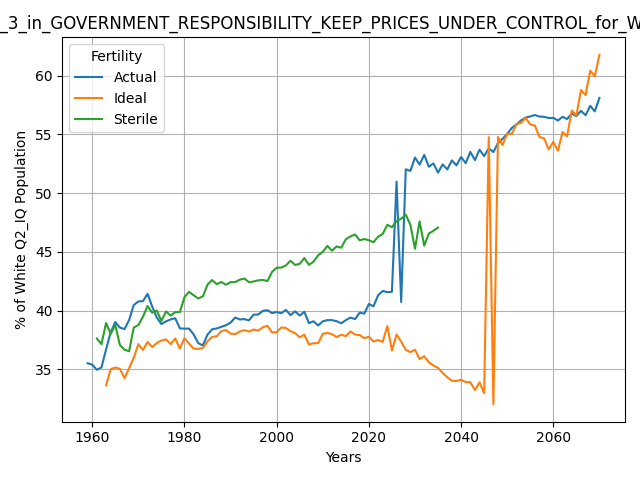 _3_in_GOVERNMENT_RESPONSIBILITY_KEEP_PRICES_UNDER_CONTROL_for_W
Fertility
Actual
Ideal
Sterile
% of White Q2_IQ Population
60
55
50
45
40
35
1960
1980
2000
2020
2040
2060
Years